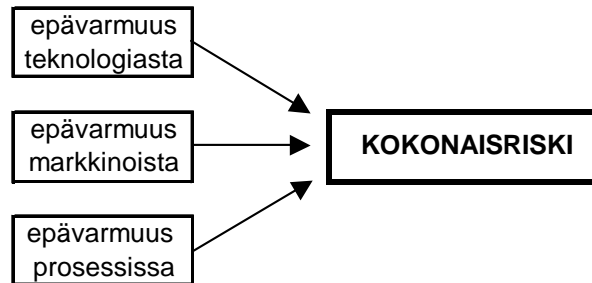 epävarmuus
teknologiasta
epävarmuus
markkinoista
KOKONAISRISKI
epävarmuus
prosessissa